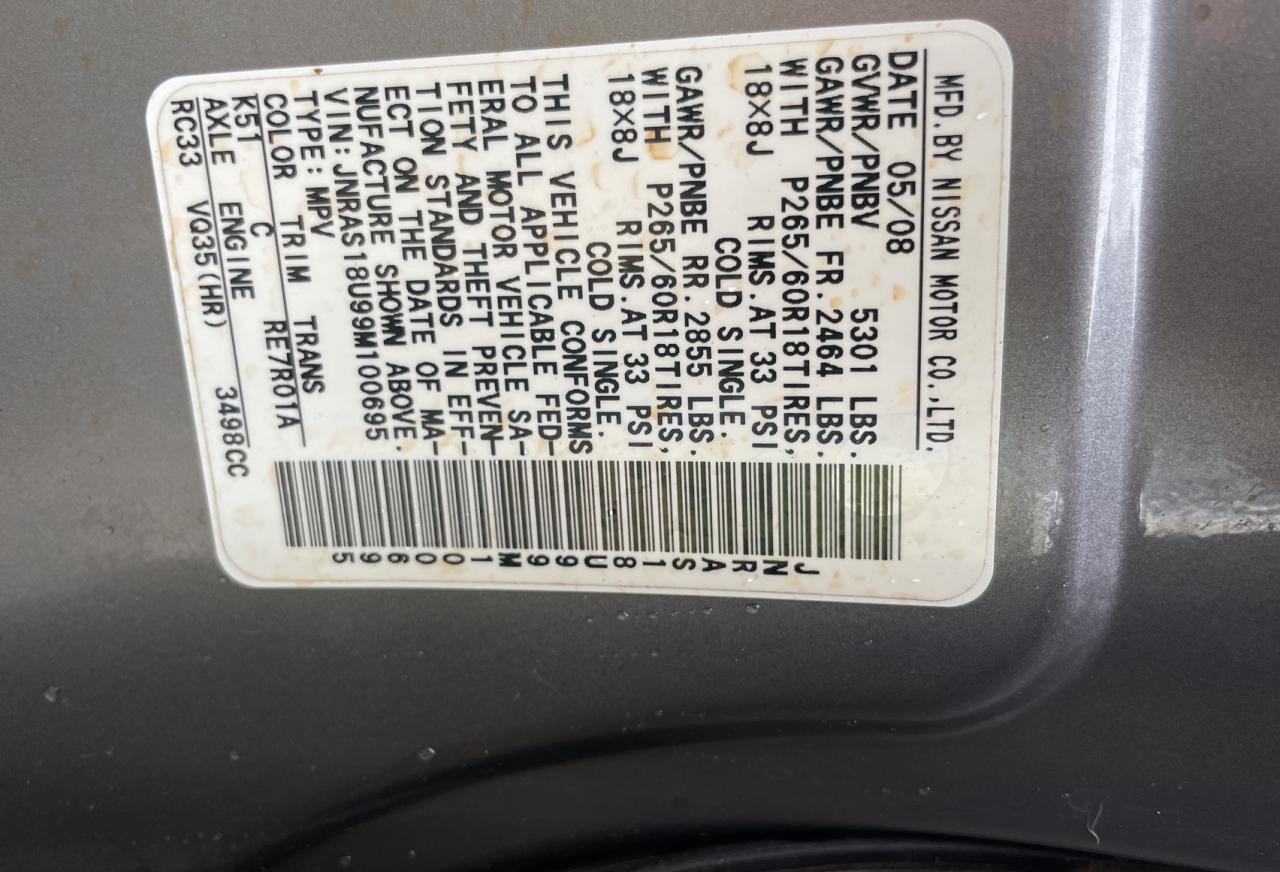 MFD.BY NISSAN MOTOR CO.,LTD.
DATE 05/08
GVWR/PNBV 5301 LBS.
GAWR/PNBE FR.2464 LBS.
WITH P265/60R18TIRES,
18×8J RIMS.AT 33 PSI
COLD SINGLE.
GAWR/PNBE RR.2855 LBS.
WITH P265/60R18TIRES,
18×8J RIMS.AT 33 PSI
COLD SINGLE.
THIS VEHICLE CONFORMS
TO ALL APPLICABLE FED-
ERAL MOTOR VEHICLE SA-
FETY AND THEFT PREVEN-
TION STANDARDS IN EFF-
ECT ON THE DATE OF MA-
NUFACTURE SHOWN ABOVE.
VIN:JNRAS18U99M100695
TYPE:MPV
COLOR TRIM TRANS
K51 C RE7R01A
AXLE ENGINE
RC33 VQ35(HR) 3498CC
JNRAS18U99M100695